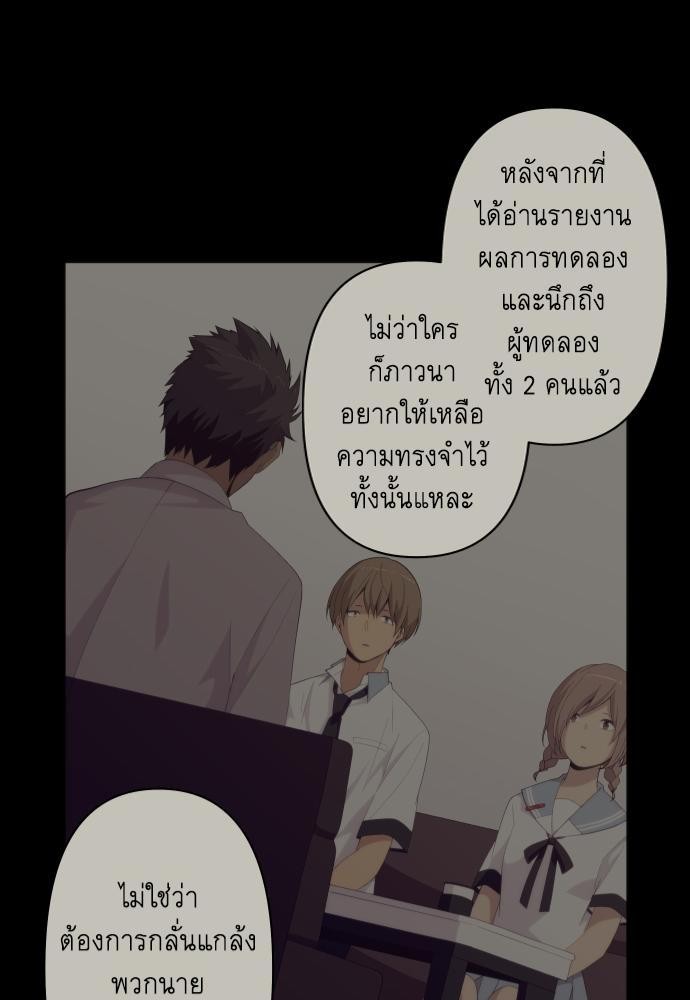 หลังจากที่
ได้อ่านรายงาน
ผลการทดลอง
และนึกถึง
ผู้ทดลอง
ทั้ง 2 คนแล้ว
ไม่ว่าใคร
ก็ภาวนา
อยากให้เหลือ
ความทรงจำไว้
ทั้งนั้นแหละ
ไม่ใช่ว่า
ต้องการกลั่นแกล้ง
พวกนาย